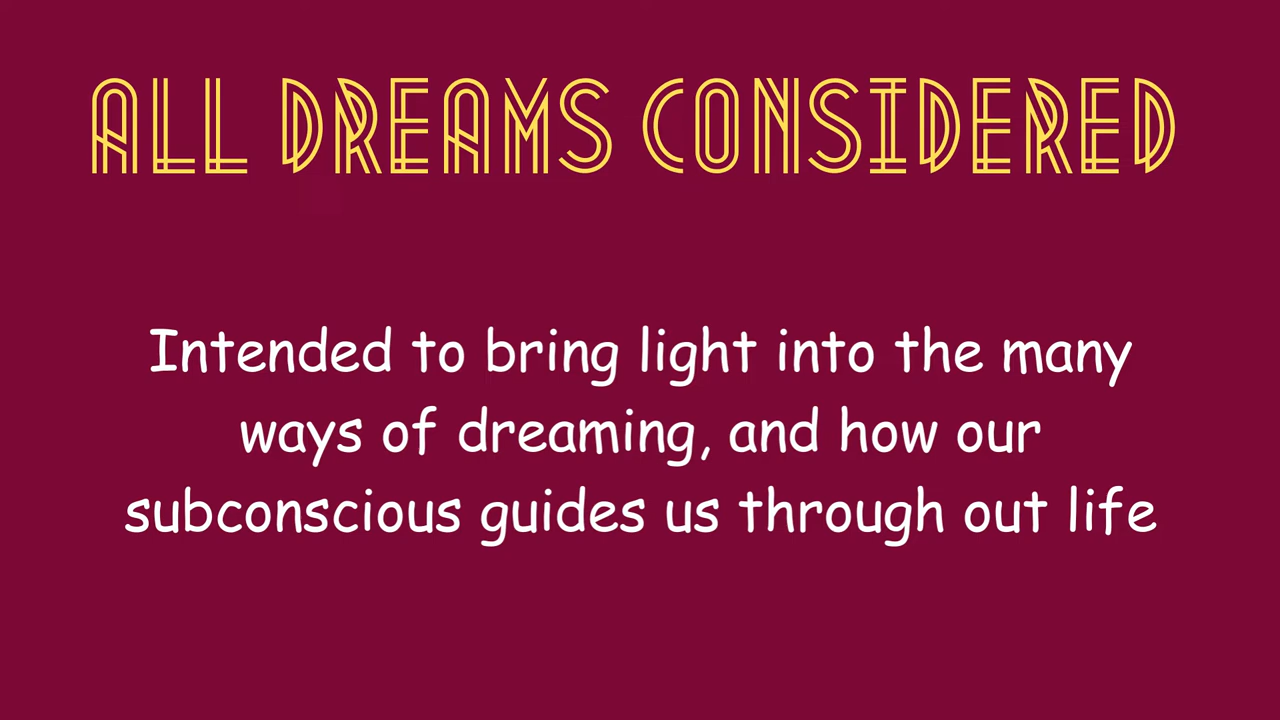 ALL DREAMS CONSIDERED
Intended to bring light into the many
ways of dreaming, and how our
subconscious guides us through out life